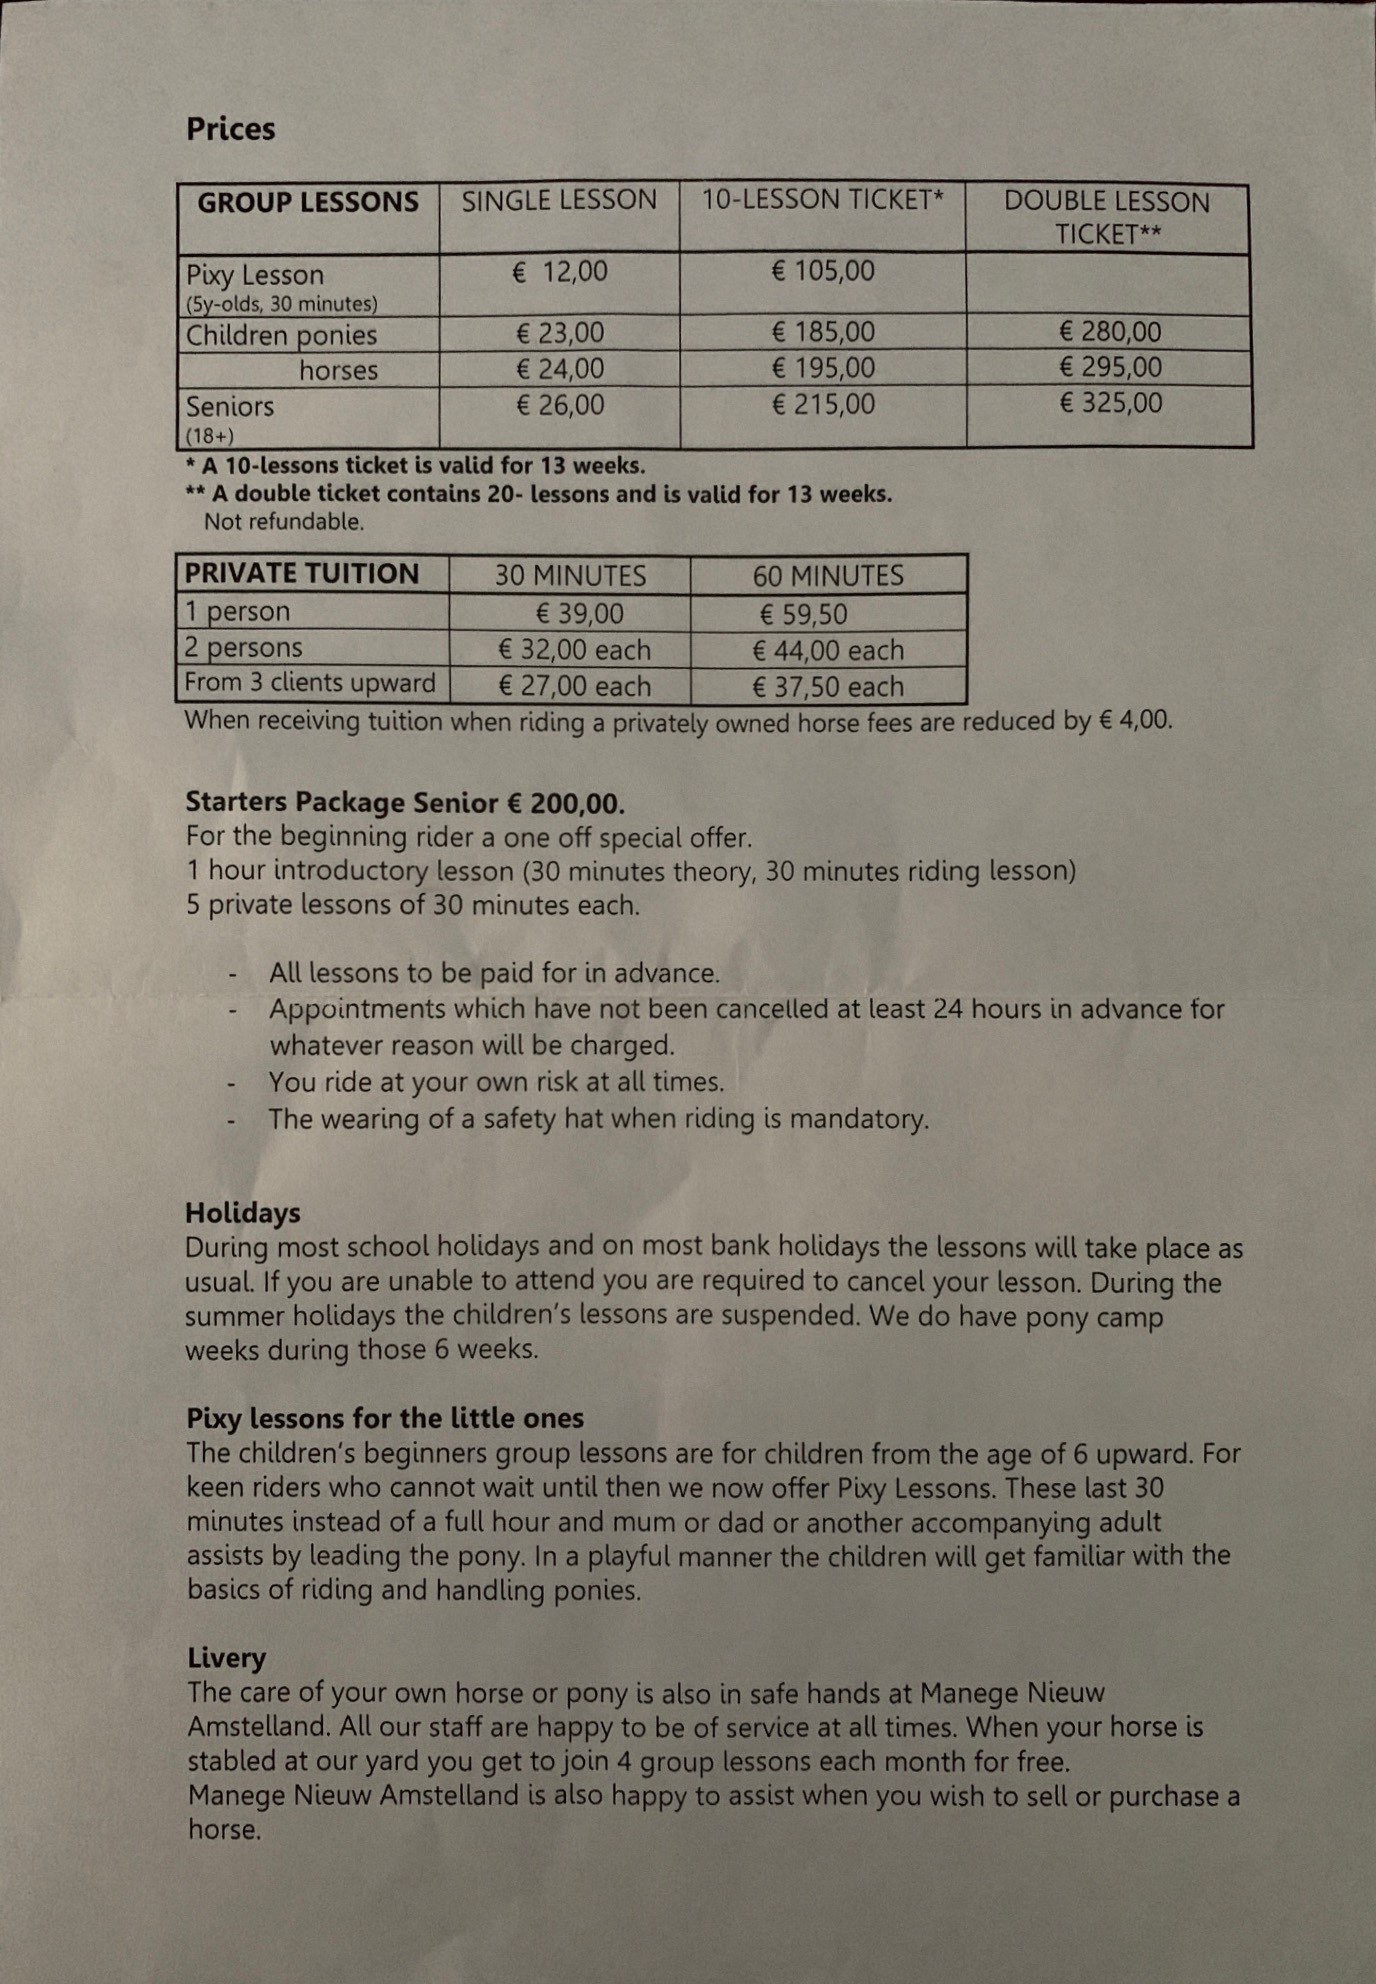 Prices
GROUP LESSONS SINGLE LESSON 10-LESSON TICKET* DOUBLE LESSON
TICKET**
Pixy Lesson € 12,00 € 105,00
(5y-olds, 30 minutes)
Children ponies € 23,00 € 185,00 € 280,00
horses € 24,00 € 195,00 € 295,00
Seniors € 26,00 € 215,00 € 325,00
(18+)
* A 10-lessons ticket is valid for 13 weeks.
** A double ticket contains 20- lessons and is valid for 13 weeks.
Not refundable.
PRIVATE TUITION 30 MINUTES 60 MINUTES
1 person € 39,00 € 59,50
2 persons € 32,00 each € 44,00 each
From 3 clients upward € 27,00 each € 37,50 each
When receiving tuition when riding a privately owned horse fees are reduced by € 4,00.
Starters Package Senior € 200,00.
For the beginning rider a one off special offer.
1 hour introductory lesson (30 minutes theory, 30 minutes riding lesson)
5 private lessons of 30 minutes each.
- All lessons to be paid for in advance.
- Appointments which have not been cancelled at least 24 hours in advance for
whatever reason will be charged.
- You ride at your own risk at all times.
- The wearing of a safety hat when riding is mandatory.
Holidays
During most school holidays and on most bank holidays the lessons will take place as
usual. If you are unable to attend you are required to cancel your lesson. During the
summer holidays the children's lessons are suspended. We do have pony camp
weeks during those 6 weeks.
Pixy lessons for the little ones
The children's beginners group lessons are for children from the age of 6 upward. For
keen riders who cannot wait until then we now offer Pixy Lessons. These last 30
minutes instead of a full hour and mum or dad or another accompanying adult
assists by leading the pony. In a playful manner the children will get familiar with the
basics of riding and handling ponies.
Livery
The care of your own horse or pony is also in safe hands at Manege Nieuw
Amstelland. All our staff are happy to be of service at all times. When your horse is
stabled at our yard you get to join 4 group lessons each month for free.
Manege Nieuw Amstelland is also happy to assist when you wish to sell or purchase a
horse.